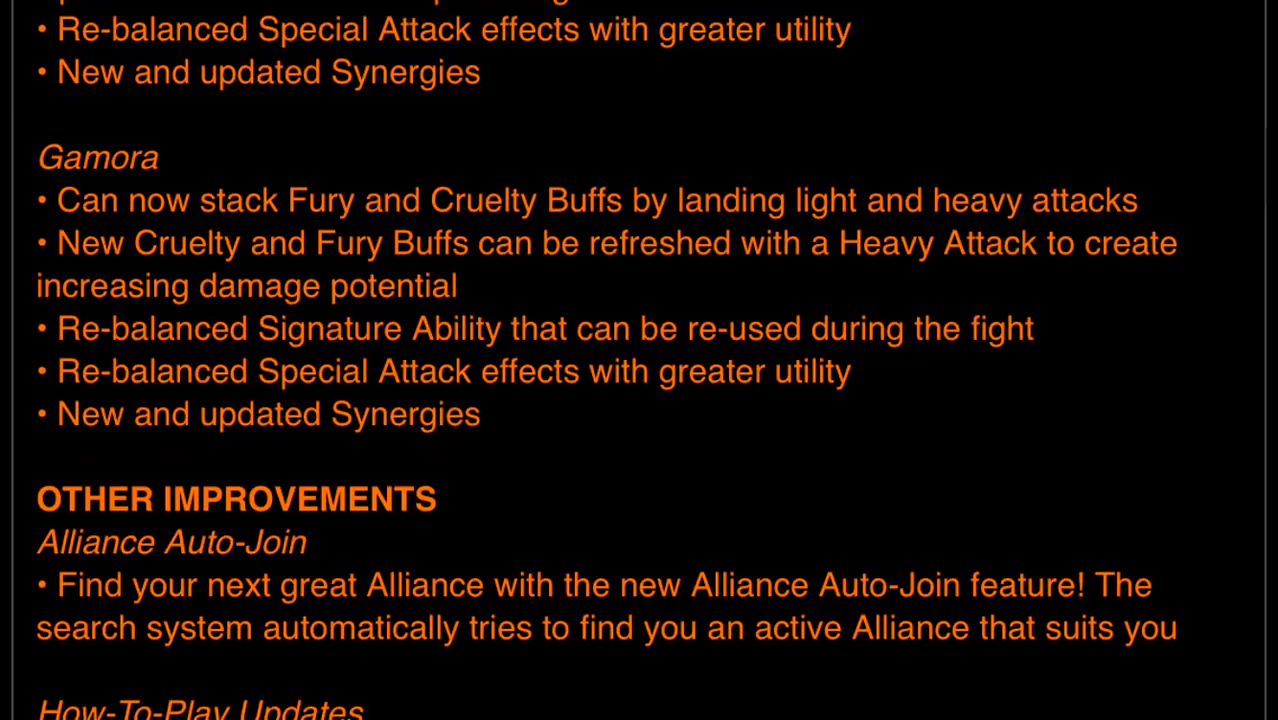 • Re-balanced Special Attack effects with greater utility
• New and updated Synergies
Gamora
• Can now stack Fury and Cruelty Buffs by landing light and heavy attacks
• New Cruelty and Fury Buffs can be refreshed with a Heavy Attack to create
increasing damage potential
• Re-balanced Signature Ability that can be re-used during the fight
• Re-balanced Special Attack effects with greater utility
• New and updated Synergies
OTHER IMPROVEMENTS
Alliance Auto-Join
• Find your next great Alliance with the new Alliance Auto-Join feature! The
search system automatically tries to find you an active Alliance that suits you
How-To-Play Updates